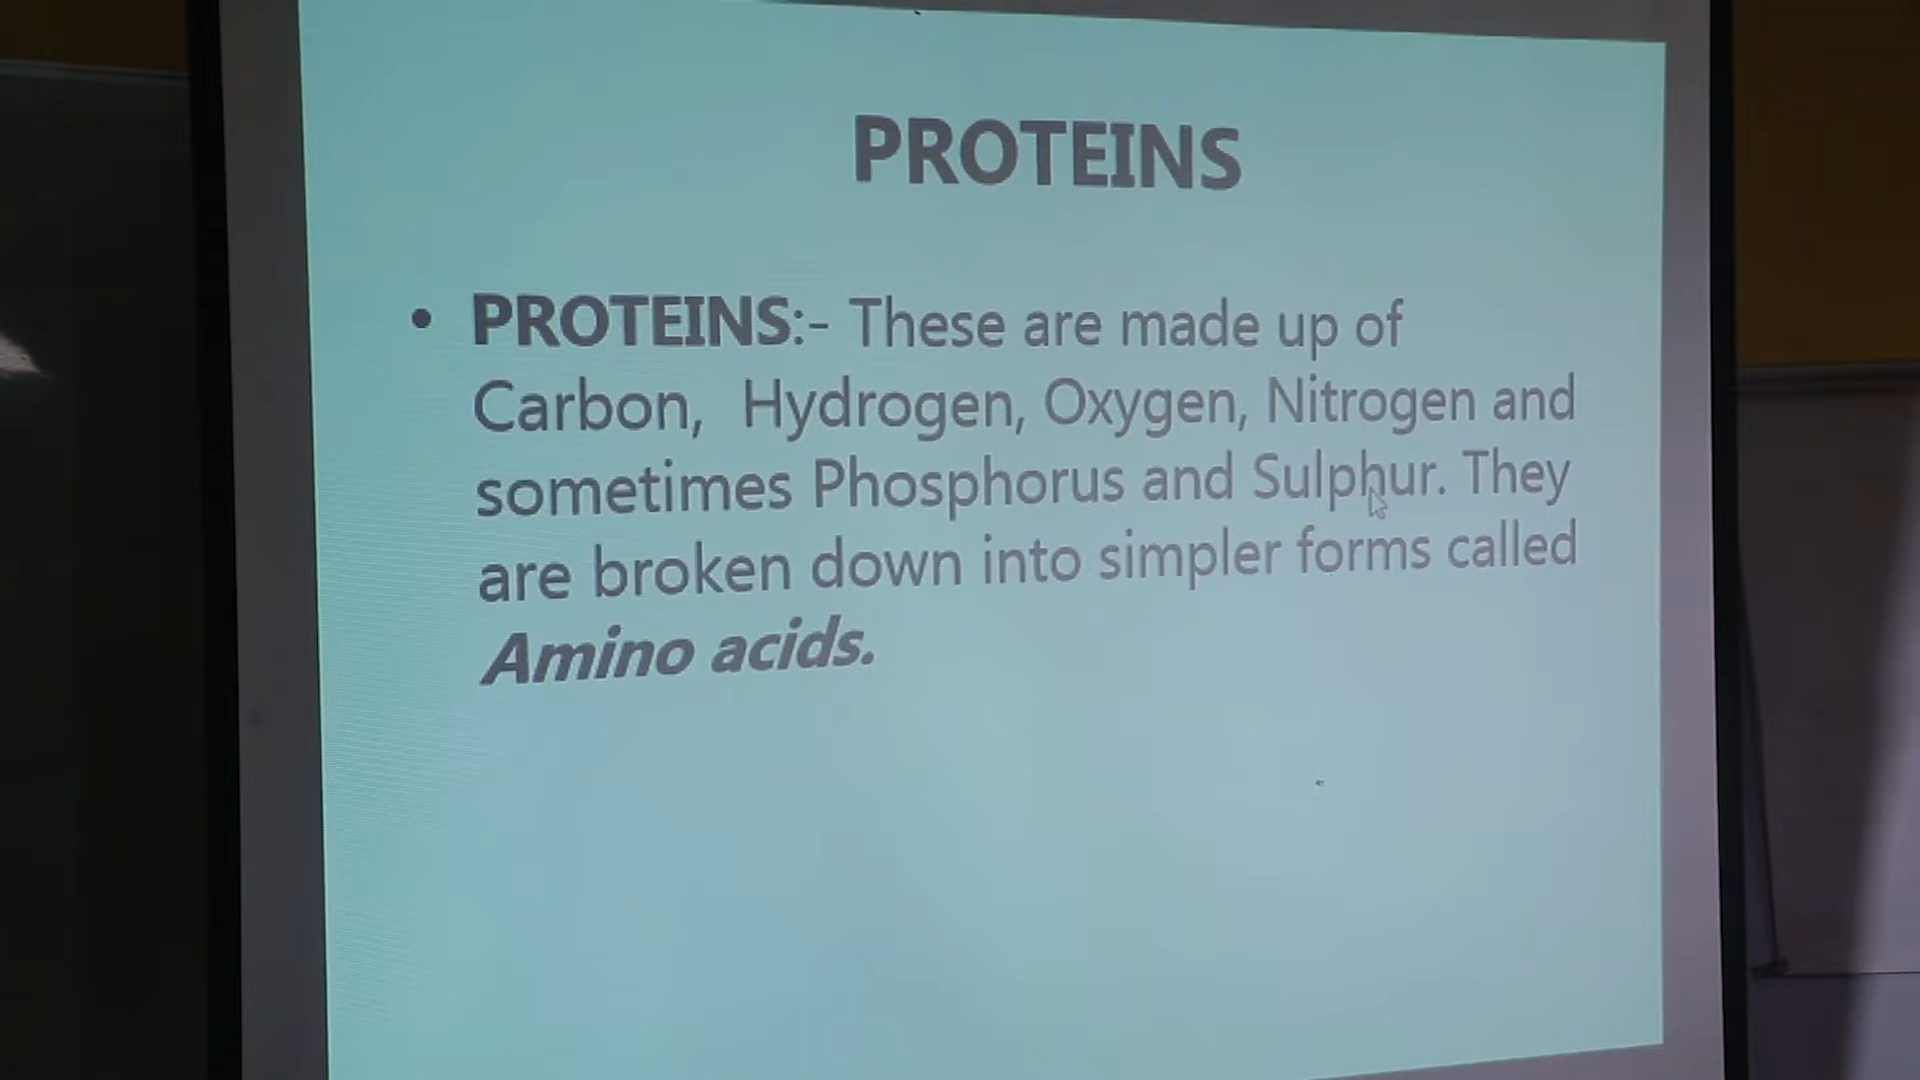 PROTEINS
• PROTEINS:- These are made up of
Carbon, Hydrogen, Oxygen, Nitrogen and
sometimes Phosphorus and Sulphur. They
are broken down into simpler forms called
Amino acids.